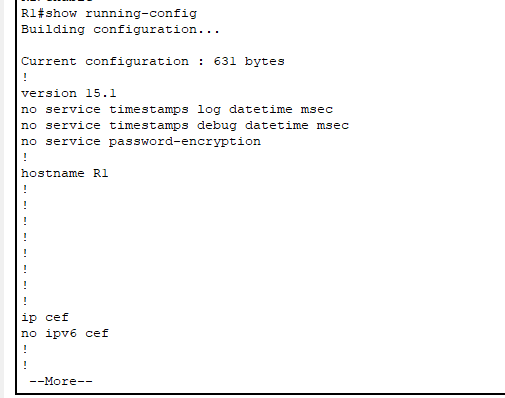 R1#show running-config
Building configuration...
Current configuration : 631 bytes
!
version 15.1
no service timestamps log datetime msec
no service timestamps debug datetime msec
no service password-encryption
!
hostname R1
!
!
!
!
!
!
!
!
ip cef
no ipv6 cef
!
!
--More--